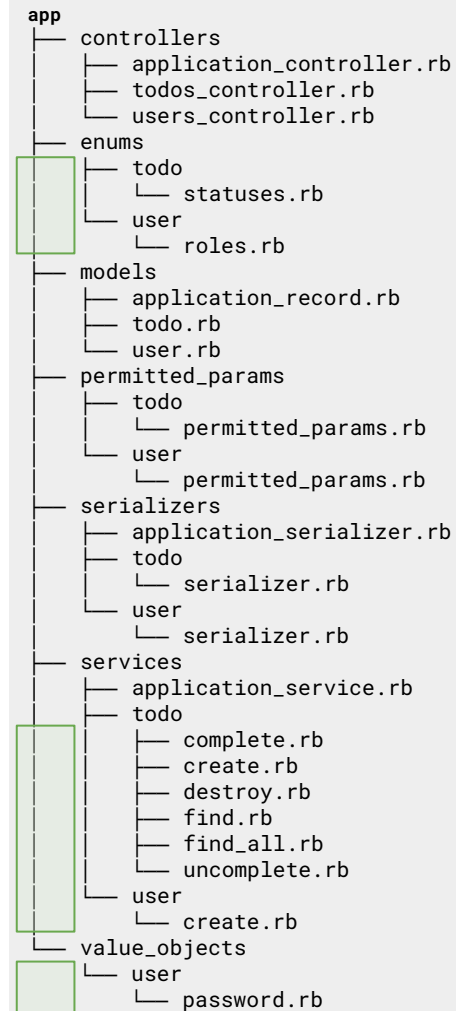 app
├── controllers
│   ├── application_controller.rb
│   ├── todos_controller.rb
│   └── users_controller.rb
├── enums
│   ├── todo
│   │   └── statuses.rb
│   └── user
│       └── roles.rb
├── models
│   ├── application_record.rb
│   ├── todo.rb
│   └── user.rb
├── permitted_params
│   ├── todo
│   │   └── permitted_params.rb
│   └── user
│       └── permitted_params.rb
├── serializers
│   ├── application_serializer.rb
│   ├── todo
│   │   └── serializer.rb
│   └── user
│       └── serializer.rb
├── services
│   ├── application_service.rb
│   ├── todo
│   │   ├── complete.rb
│   │   ├── create.rb
│   │   ├── destroy.rb
│   │   ├── find.rb
│   │   ├── find_all.rb
│   │   └── uncomplete.rb
│   └── user
│       └── create.rb
└── value_objects
    └── user
        └── password.rb